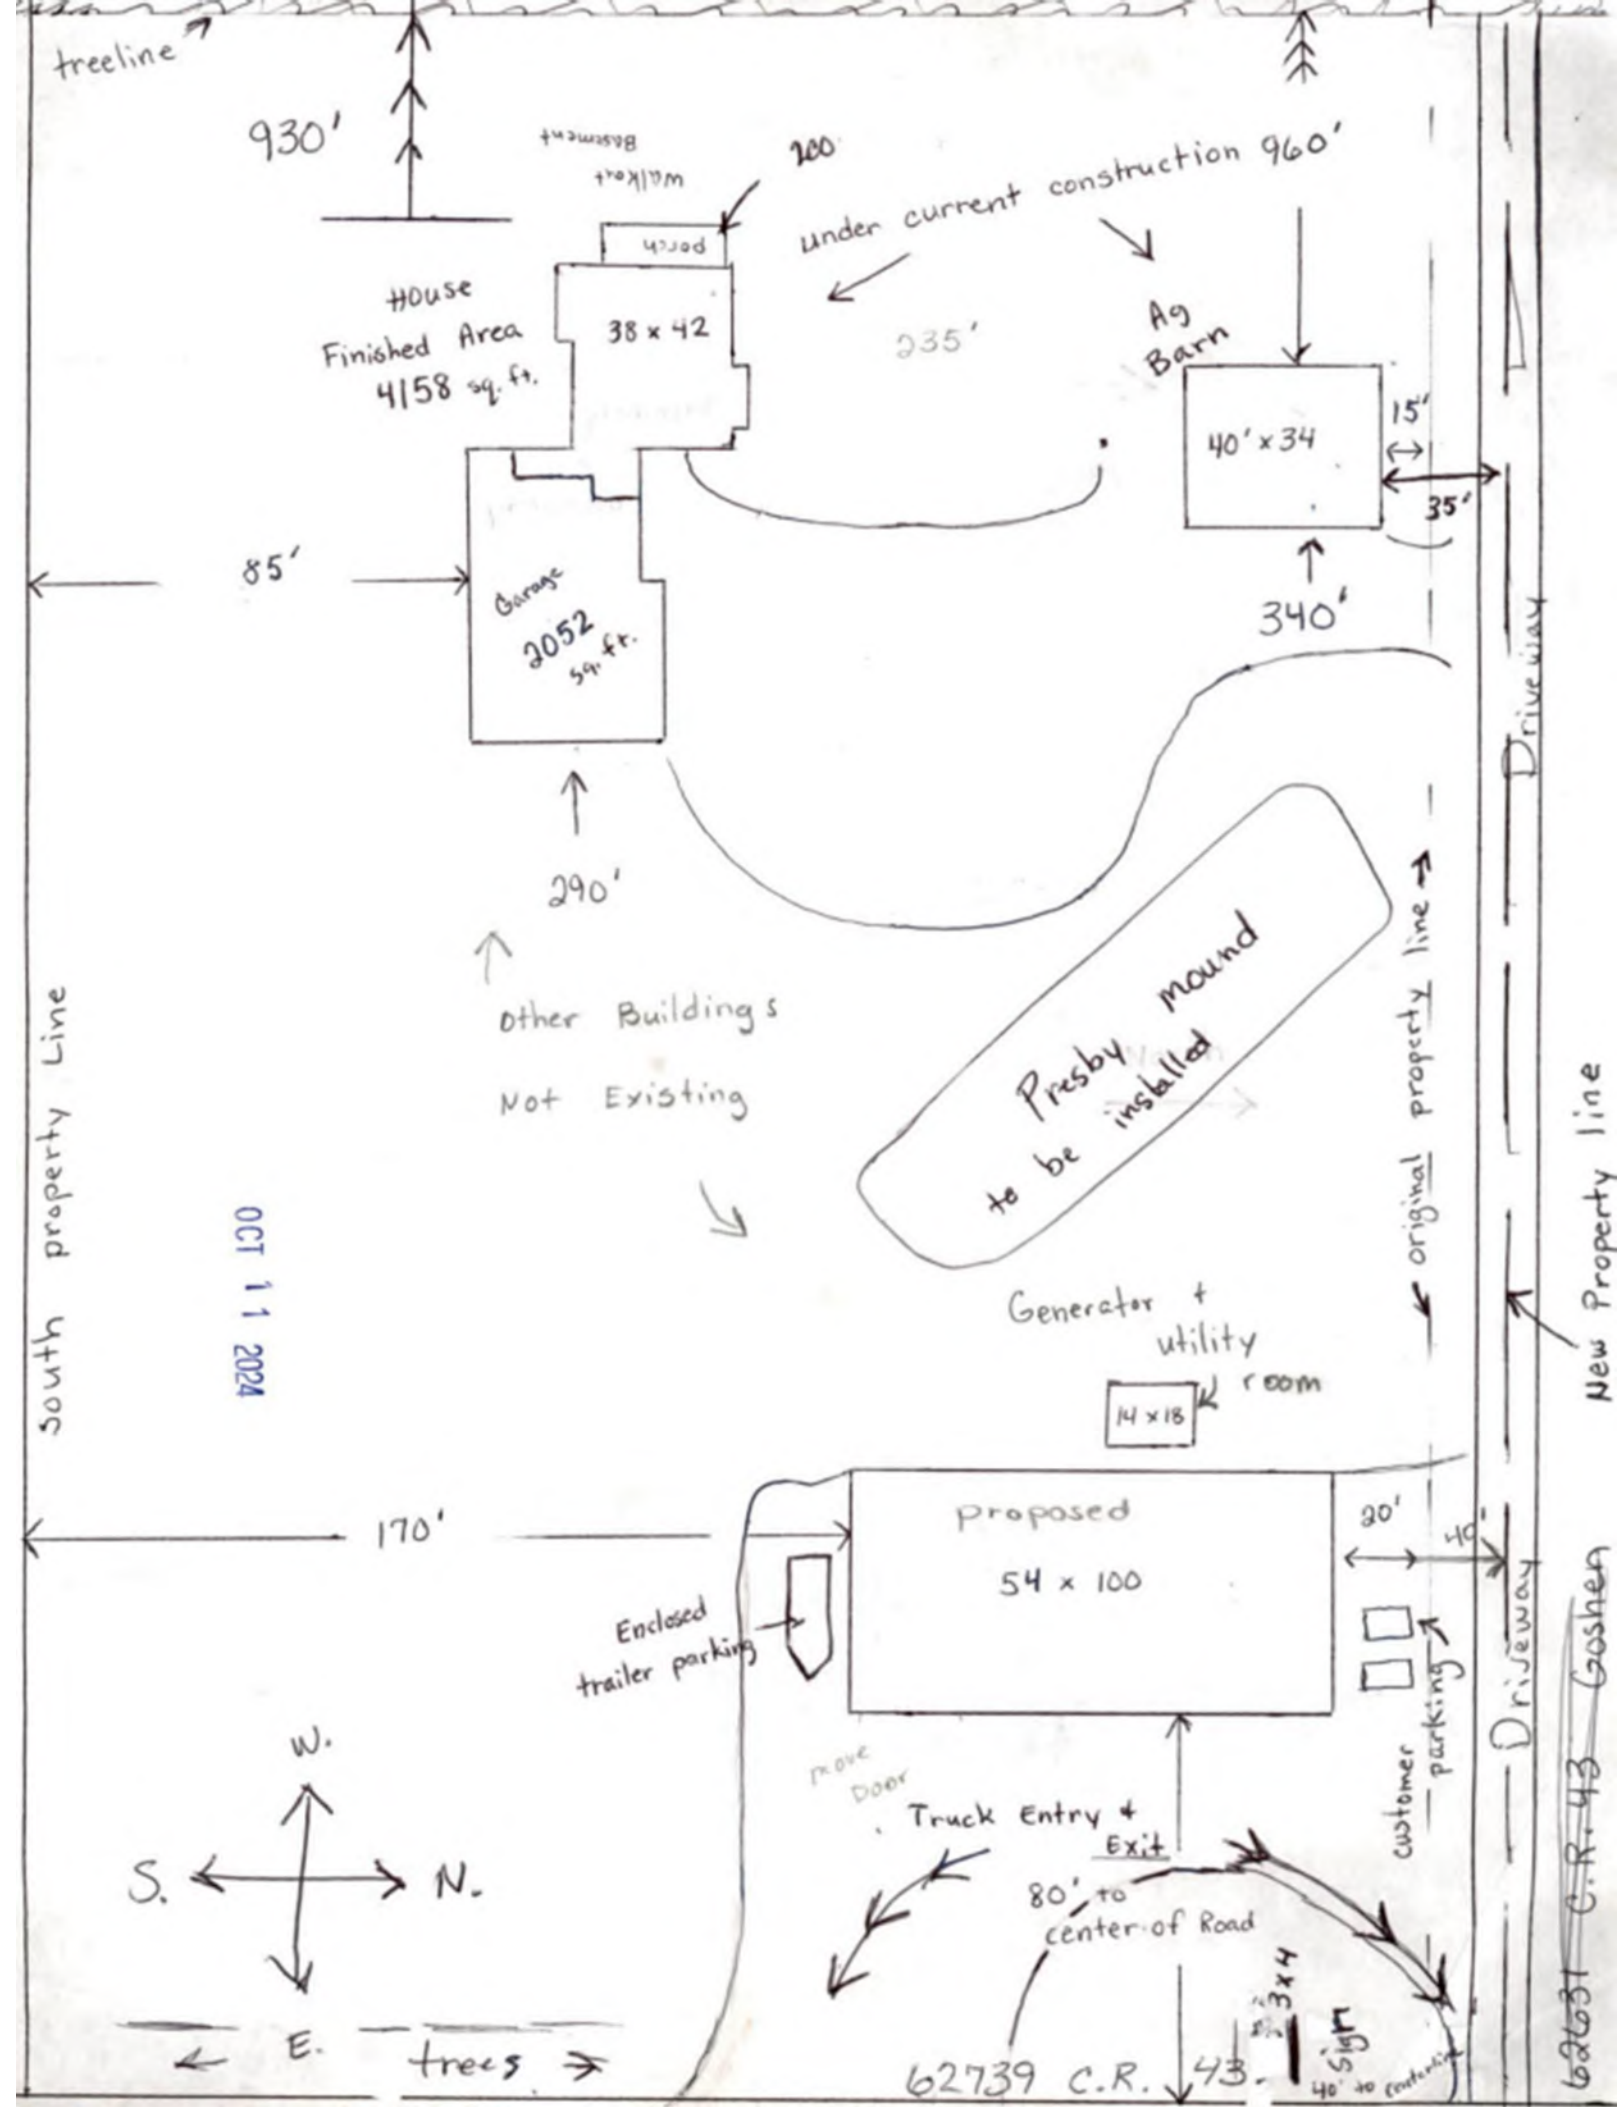 treeline
930'
Walkout
Basement
200
under current construction
960'
porch
House
Finished Area
4158 sq. ft.
38 x 42
235'
Ag
Barn
40' x 34
15'
35'
340'
85'
Garage
2052
sq. ft.
Driveway
290'
Other Buildings
Not Existing
Presby mound
to be installed
original property line
South property Line
OCT 11 2024
New Property line
Generator +
utility
room
14 x 18
170'
proposed
54 x 100
20'
40'
Enclosed
trailer parking
customer
parking
Driveway
move
Door
Truck Entry &
Exit
80' to
center of Road
W.
S.
N.
E.
trees
3x4
Sign
40' to centerline
62739 C.R. 43.
62631 C.R. 43 Goshen